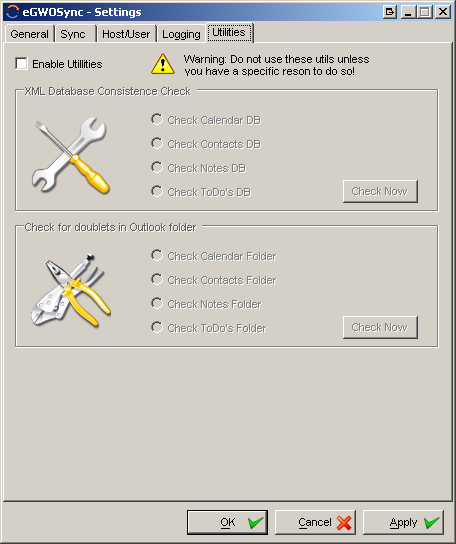 eGWOSync - Settings
General Sync Host/User Logging Utilities
Enable Utillities
Warning: Do not use these utils unless
you have a specific reson to do so!
XML Database Consistence Check
Check Calendar DB
Check Contacts DB
Check Notes DB
Check ToDo's DB
Check Now
Check for doublets in Outlook folder
Check Calendar Folder
Check Contacts Folder
Check Notes Folder
Check ToDo's Folder
Check Now
OK Cancel Apply